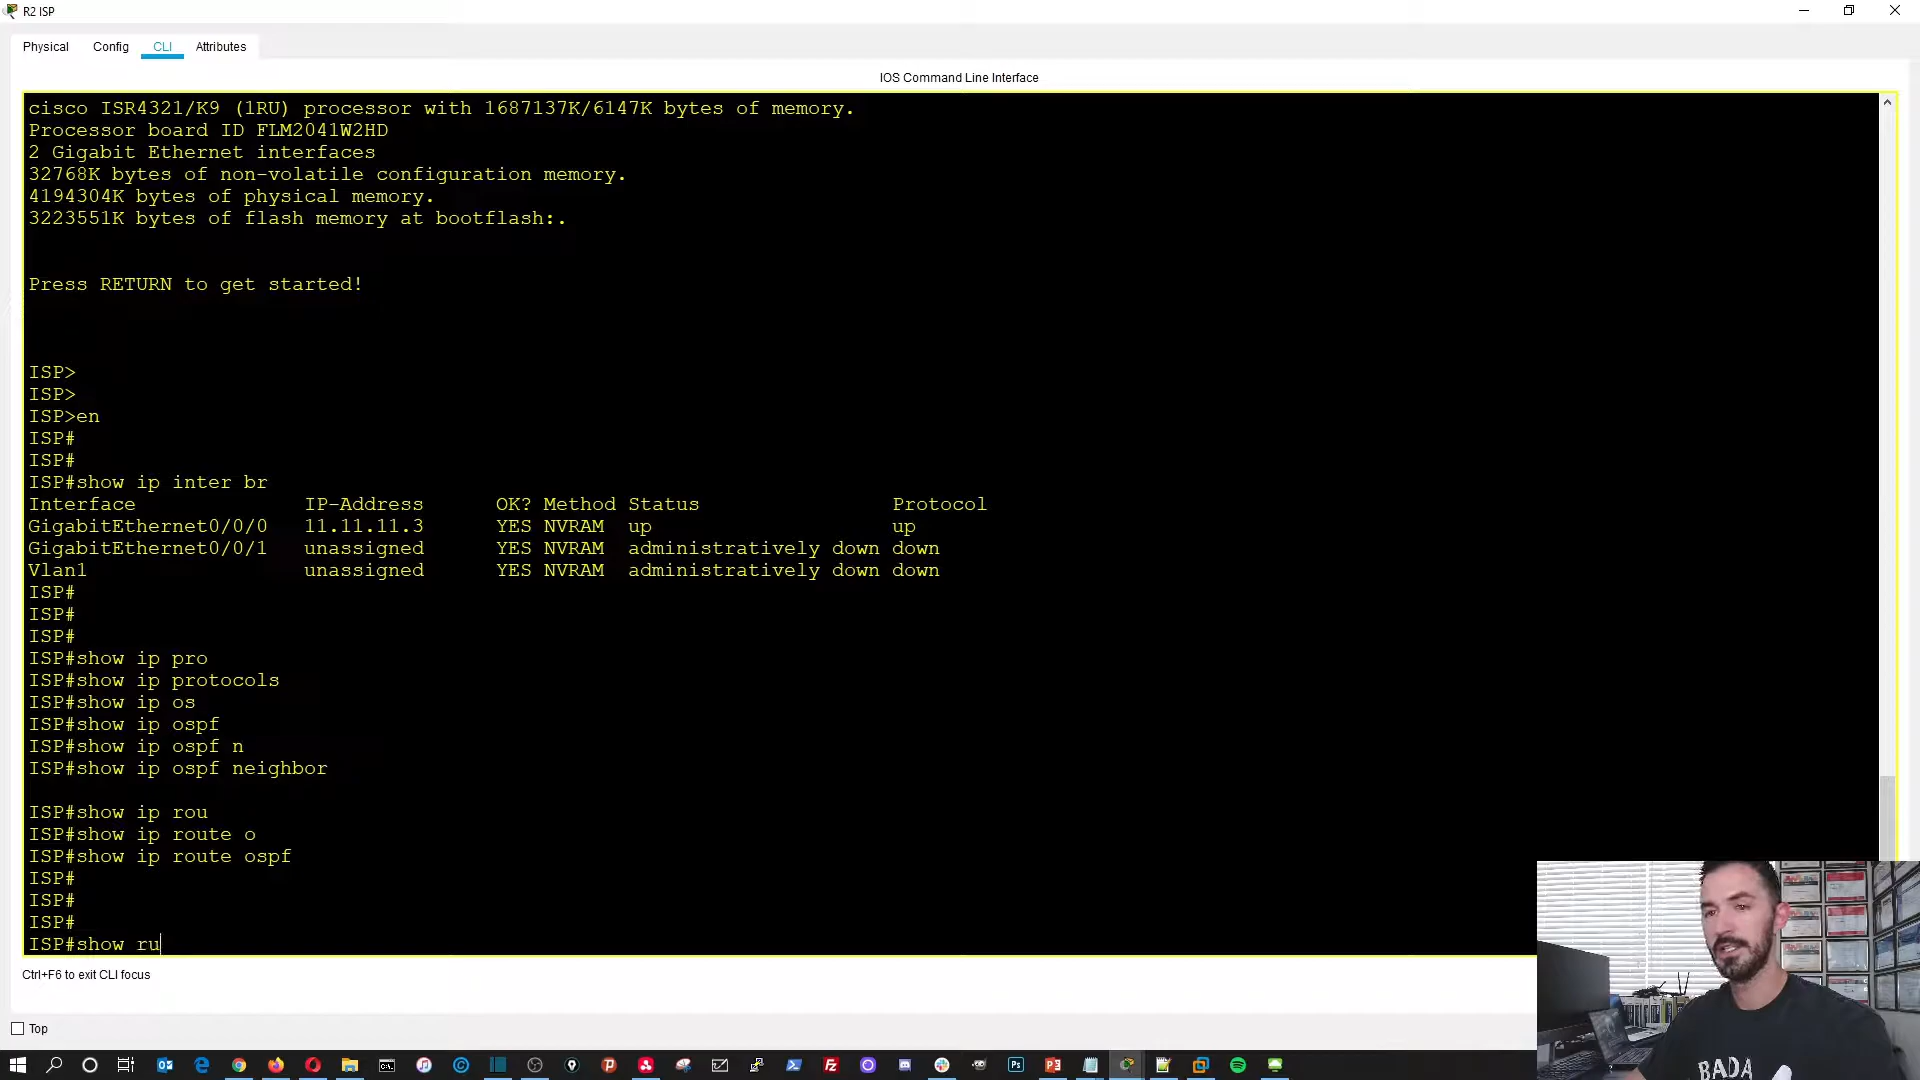 R2 ISP
Physical Config CLI Attributes
IOS Command Line Interface
cisco ISR4321/K9 (1RU) processor with 1687137K/6147K bytes of memory.
Processor board ID FLM2041W2HD
2 Gigabit Ethernet interfaces
32768K bytes of non-volatile configuration memory.
4194304K bytes of physical memory.
3223551K bytes of flash memory at bootflash:.
Press RETURN to get started!
ISP>
ISP>
ISP>en
ISP#
ISP#
ISP#show ip inter br
Interface IP-Address OK? Method Status Protocol
GigabitEthernet0/0/0 11.11.11.3 YES NVRAM up up
GigabitEthernet0/0/1 unassigned YES NVRAM administratively down down
Vlan1 unassigned YES NVRAM administratively down down
ISP#
ISP#
ISP#
ISP#show ip pro
ISP#show ip protocols
ISP#show ip os
ISP#show ip ospf
ISP#show ip ospf n
ISP#show ip ospf neighbor
ISP#show ip rou
ISP#show ip route o
ISP#show ip route ospf
ISP#
ISP#
ISP#
ISP#show ru
Ctrl+F6 to exit CLI focus
Top
BADA